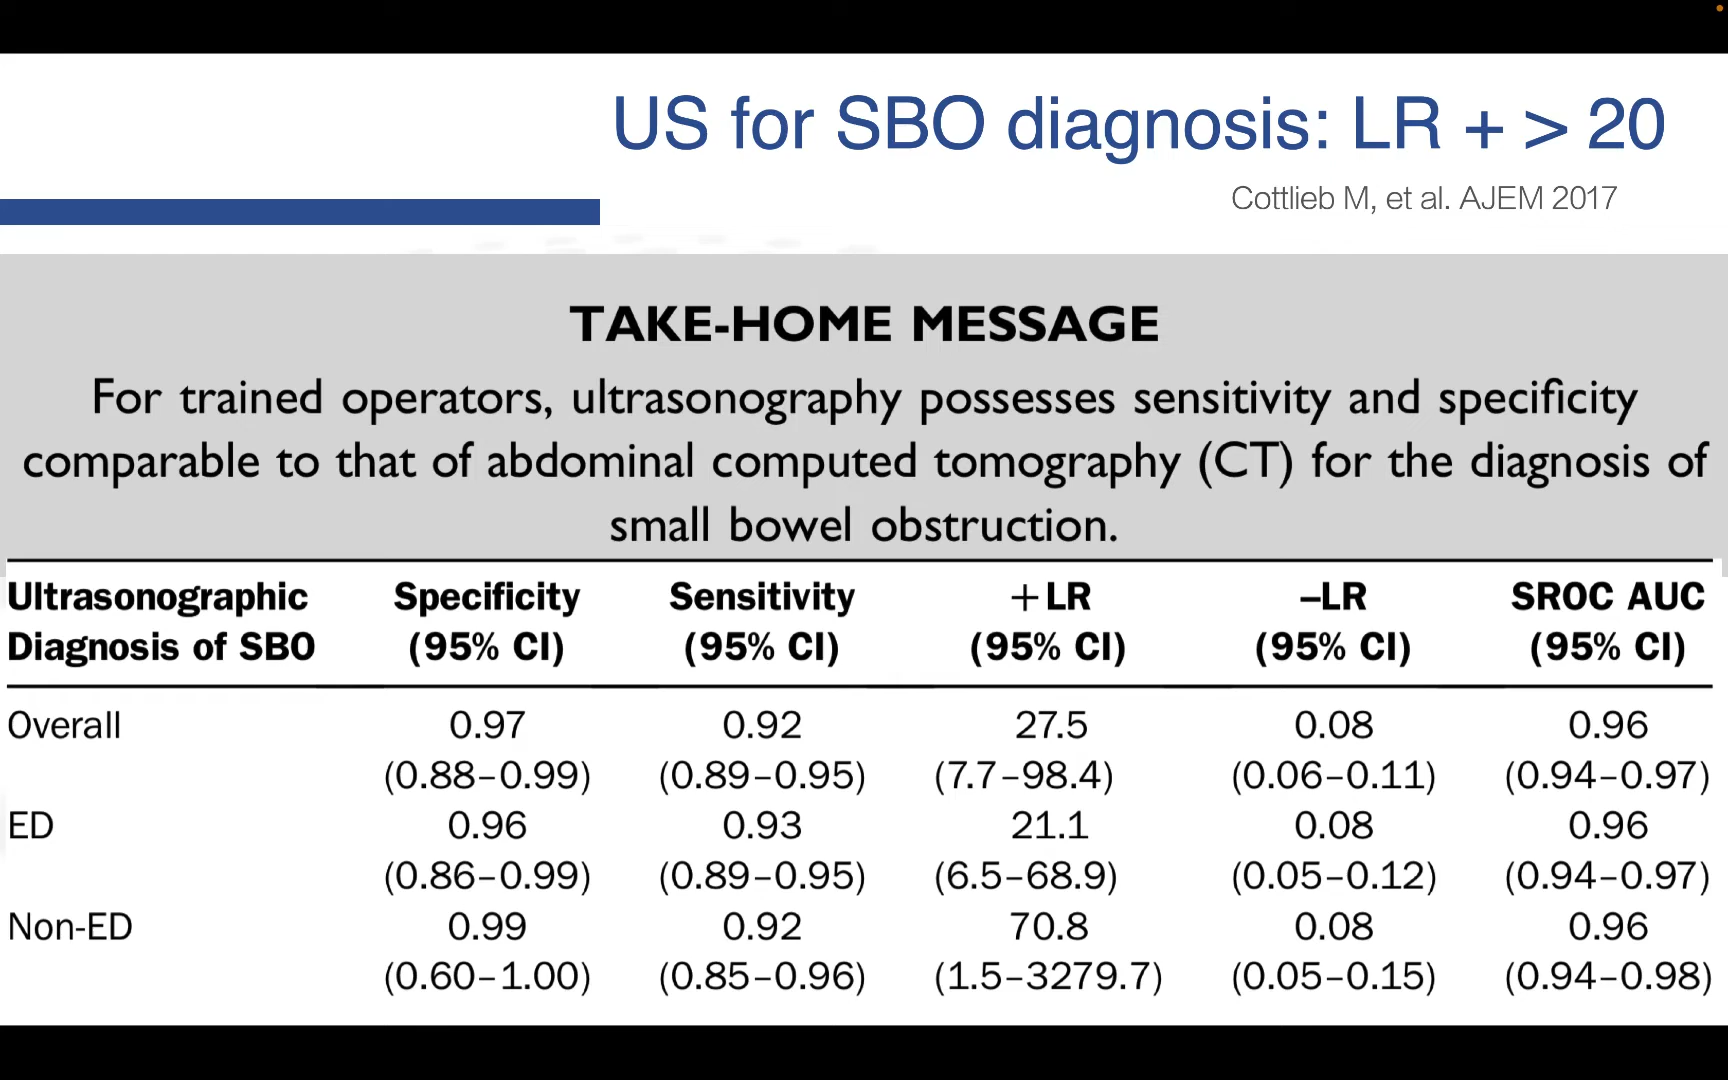 US for SBO diagnosis: LR + > 20
Cottlieb M, et al. AJEM 2017
TAKE-HOME MESSAGE
For trained operators, ultrasonography possesses sensitivity and specificity
comparable to that of abdominal computed tomography (CT) for the diagnosis of
small bowel obstruction.
Ultrasonographic Specificity Sensitivity +LR –LR SROC AUC
Diagnosis of SBO (95% CI) (95% CI) (95% CI) (95% CI) (95% CI)
Overall 0.97 0.92 27.5 0.08 0.96
(0.88–0.99) (0.89–0.95) (7.7–98.4) (0.06–0.11) (0.94–0.97)
ED 0.96 0.93 21.1 0.08 0.96
(0.86–0.99) (0.89–0.95) (6.5–68.9) (0.05–0.12) (0.94–0.97)
Non-ED 0.99 0.92 70.8 0.08 0.96
(0.60–1.00) (0.85–0.96) (1.5–3279.7) (0.05–0.15) (0.94–0.98)